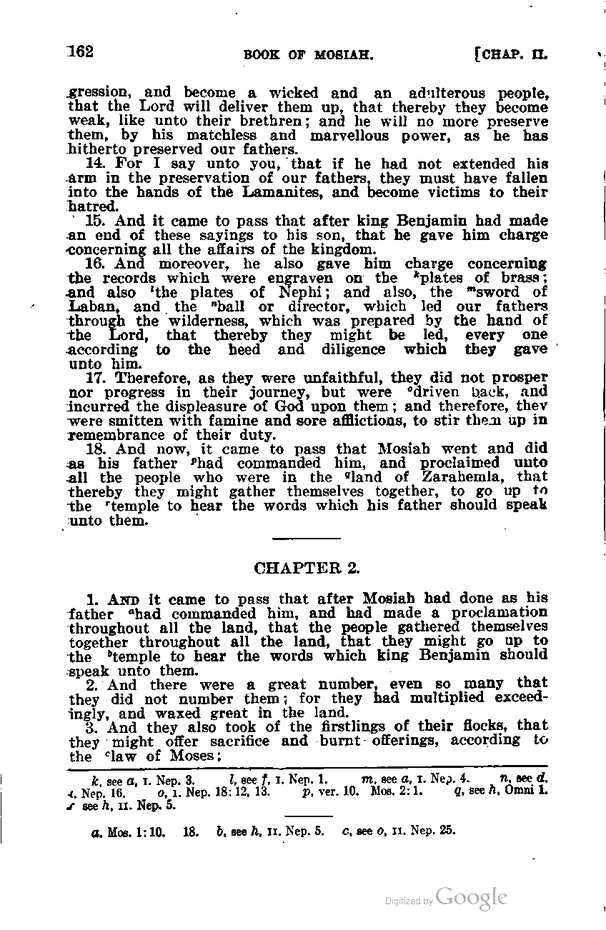 162 BOOK OF MOSIAH. [CHAP. II.
gression, and become a wicked and an adulterous people,
that the Lord will deliver them up, that thereby they become
weak, like unto their brethren; and he will no more preserve
them, by his matchless and marvellous power, as he has
hitherto preserved our fathers.
14. For I say unto you, that if he had not extended his
arm in the preservation of our fathers, they must have fallen
into the hands of the Lamanites, and become victims to their
hatred.
15. And it came to pass that after king Benjamin had made
an end of these sayings to his son, that he gave him charge
concerning all the affairs of the kingdom.
16. And moreover, he also gave him charge concerning
the records which were engraven on the ᵏplates of brass;
and also ˡthe plates of Nephi; and also, the ᵐsword of
Laban, and the ⁿball or director, which led our fathers
through the wilderness, which was prepared by the hand of
the Lord, that thereby they might be led, every one
according to the heed and diligence which they gave
unto him.
17. Therefore, as they were unfaithful, they did not prosper
nor progress in their journey, but were ᵒdriven back, and
incurred the displeasure of God upon them; and therefore, they
were smitten with famine and sore afflictions, to stir them up in
remembrance of their duty.
18. And now, it came to pass that Mosiah went and did
as his father ᵖhad commanded him, and proclaimed unto
all the people who were in the qland of Zarahemla, that
thereby they might gather themselves together, to go up to
the ʳtemple to hear the words which his father should speak
unto them.
CHAPTER 2.
1. AND it came to pass that after Mosiah had done as his
father ᵃhad commanded him, and had made a proclamation
throughout all the land, that the people gathered themselves
together throughout all the land, that they might go up to
the ᵇtemple to hear the words which king Benjamin should
speak unto them.
2. And there were a great number, even so many that
they did not number them; for they had multiplied exceed-
ingly, and waxed great in the land.
3. And they also took of the firstlings of their flocks, that
they might offer sacrifice and burnt offerings, according to
the ᶜlaw of Moses;
k, see a, I. Nep. 3. l, see f, I. Nep. 1. m, see a, I. Nep. 4. n, see d,
I. Nep. 16. o, I. Nep. 18:12, 13. p, ver. 10. Mos. 2:1. q, see h, Omni 1.
see h, II. Nep. 5.
a, Mos. 1:10. 18. b, see h, II. Nep. 5. c, see o, II. Nep. 25.
Digitized by Google